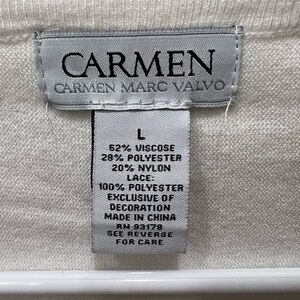 CARMEN
CARMEN MARC VALVO
L
52% VISCOSE
28% POLYESTER
20% NYLON
LACE:
100% POLYESTER
EXCLUSIVE OF
DECORATION
MADE IN CHINA
RN 93178
SEE REVERSE
FOR CARE